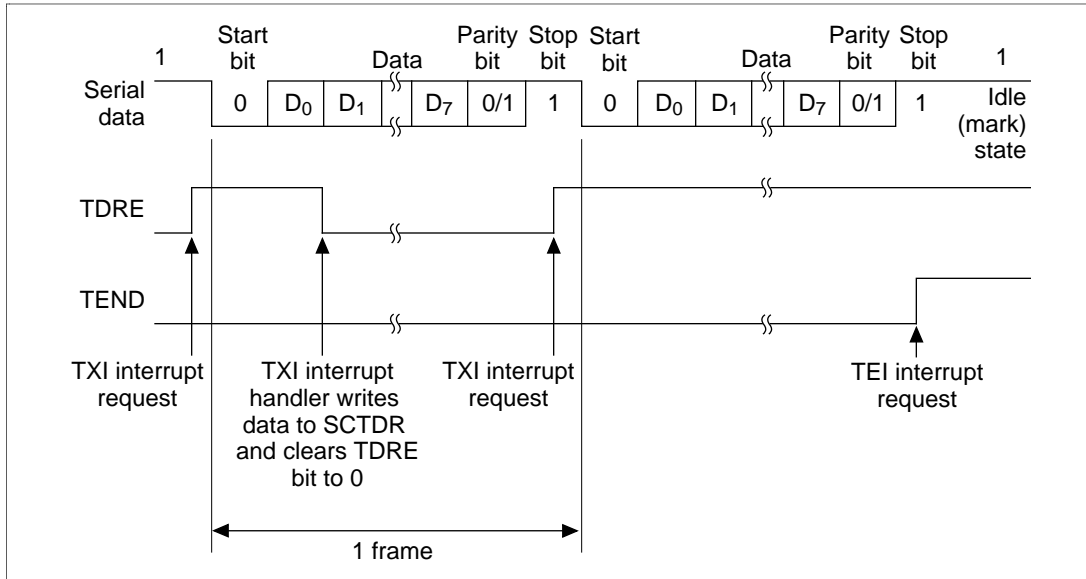 1
Start bit
Data
Parity bit
Stop bit
Start bit
Data
Parity bit
Stop bit
1
Serial data
0
D0
D1
D7
0/1
1
0
D0
D1
D7
0/1
1
Idle (mark) state
TDRE
TEND
TXI interrupt request
TXI interrupt handler writes data to SCTDR and clears TDRE bit to 0
TXI interrupt request
TEI interrupt request
1 frame